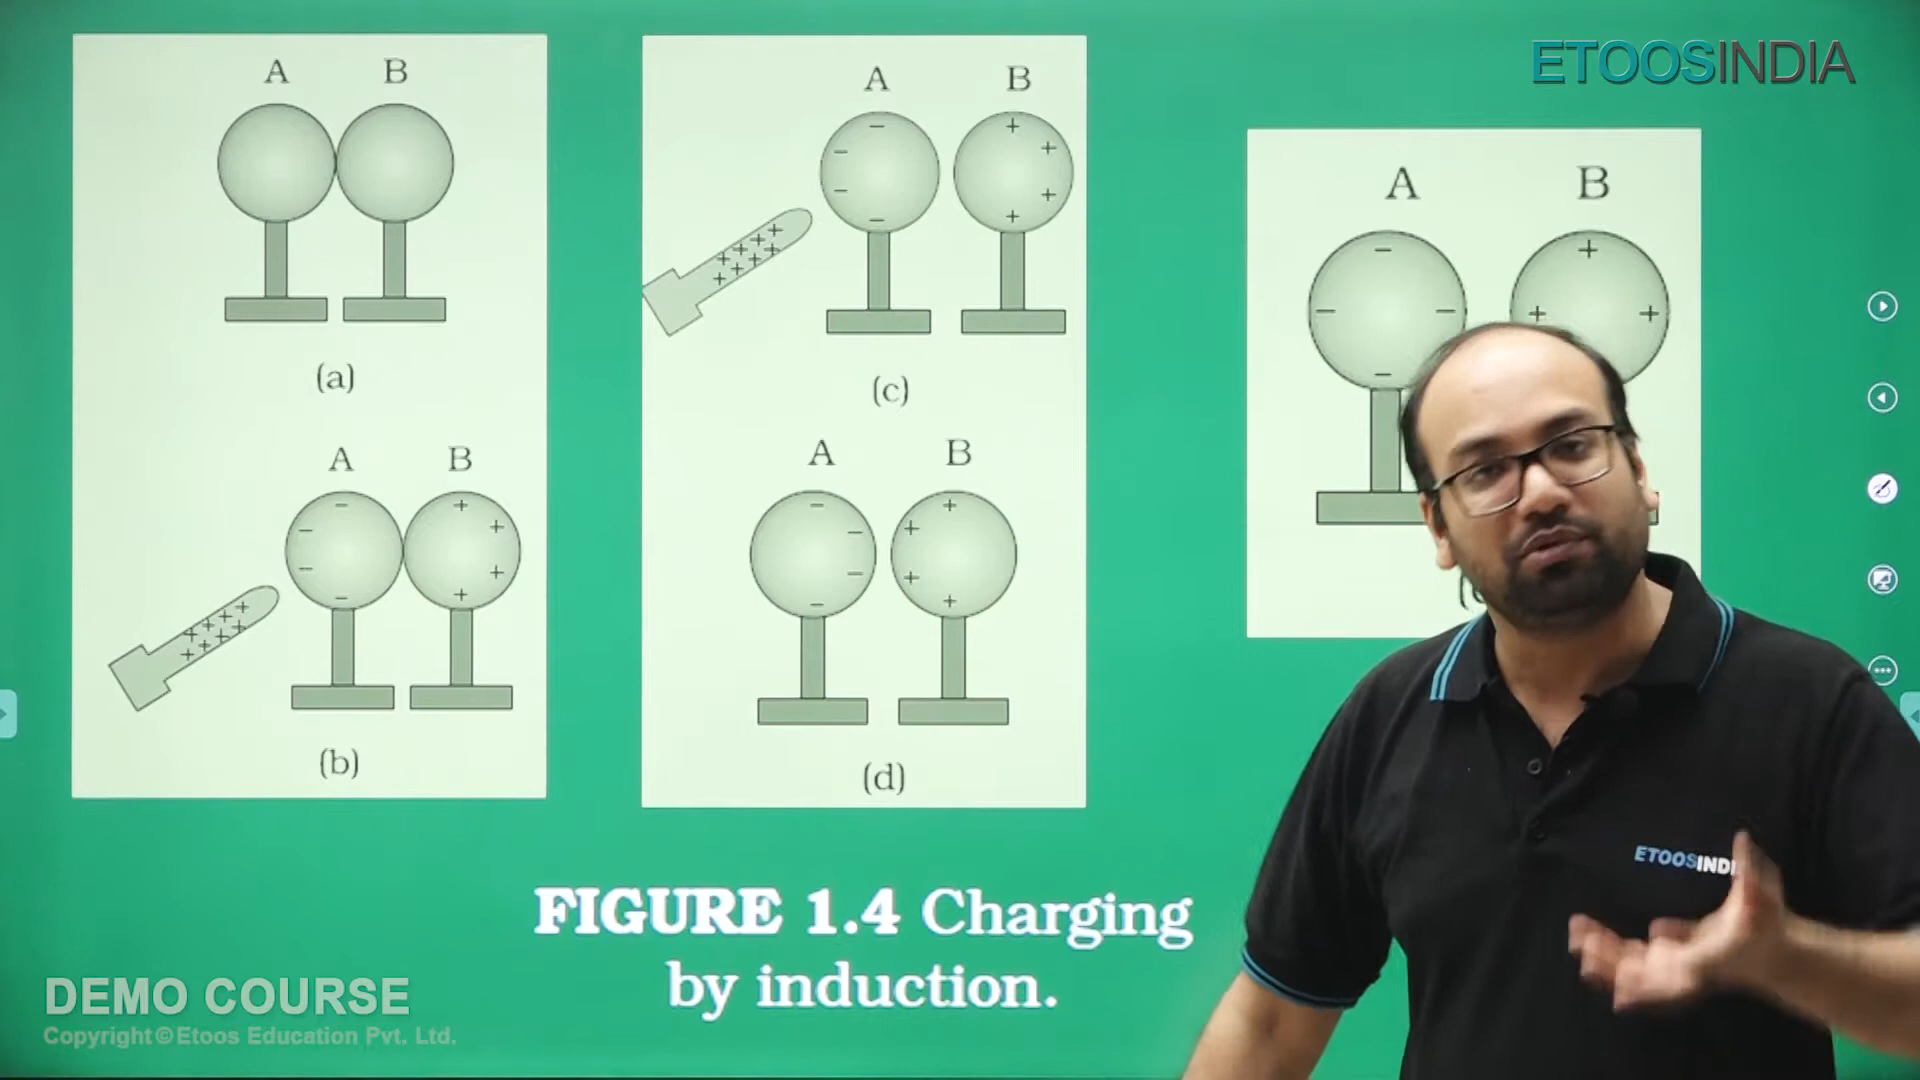 ETOOSINDIA
A B
(a)
A B
(b)
A B
(c)
A B
(d)
A B
FIGURE 1.4 Charging
by induction.
ETOOSINDI
DEMO COURSE
Copyright©Etoos Education Pvt. Ltd.